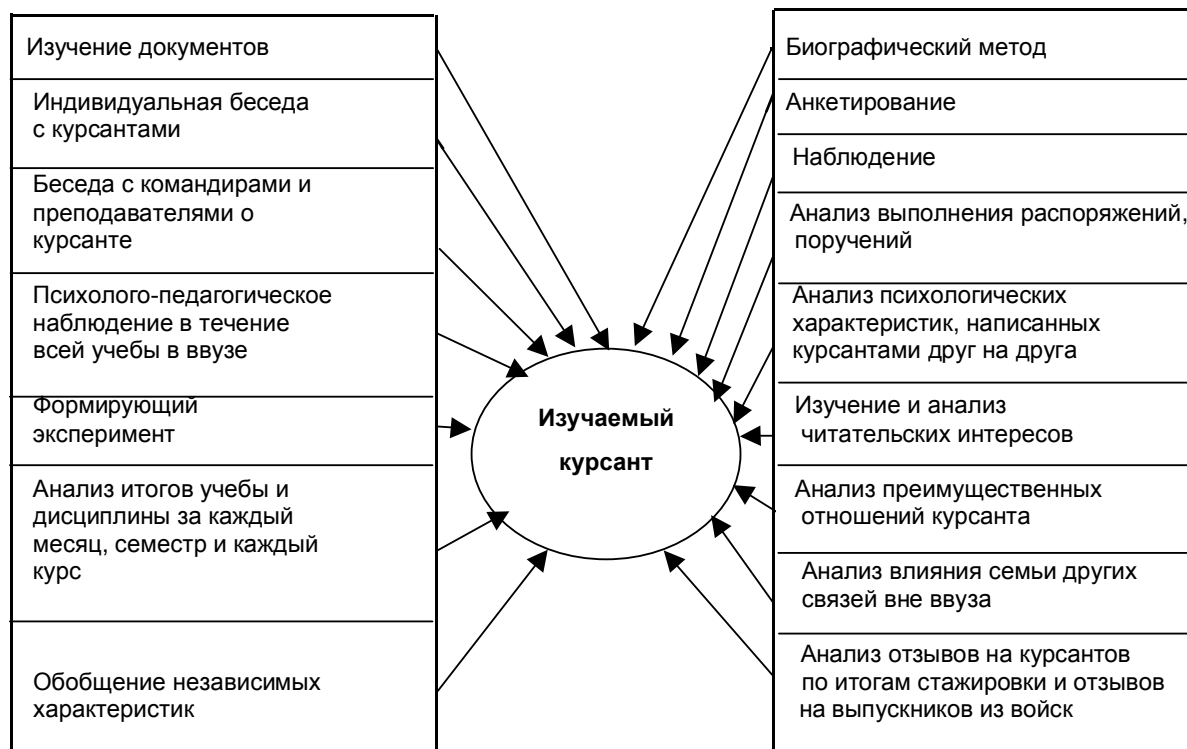 Изучение документов
Индивидуальная беседа
с курсантами
Беседа с командирами и
преподавателями о
курсанте
Психолого-педагогическое
наблюдение в течение
всей учебы в ввузе
Формирующий
эксперимент
Анализ итогов учебы и
дисциплины за каждый
месяц, семестр и каждый
курс
Обобщение независимых
характеристик
Изучаемый
курсант
Биографический метод
Анкетирование
Наблюдение
Анализ выполнения распоряжений,
поручений
Анализ психологических
характеристик, написанных
курсантами друг на друга
Изучение и анализ
читательских интересов
Анализ преимущественных
отношений курсанта
Анализ влияния семьи других
связей вне ввуза
Анализ отзывов на курсантов
по итогам стажировки и отзывов
на выпускников из войск